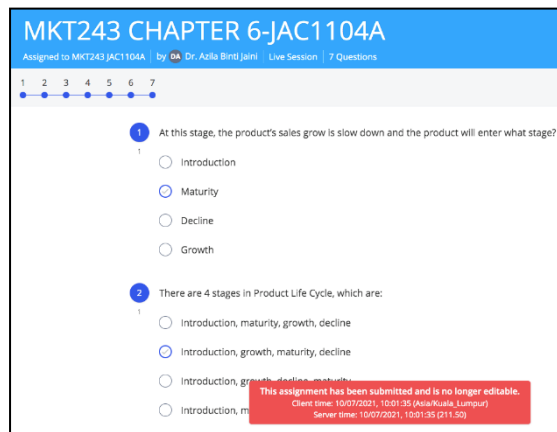 MKT243 CHAPTER 6-JAC1104A
Assigned to MKT243 JAC1104A | by DA Dr. Azila Binti Jaini | Live Session | 7 Questions
1 2 3 4 5 6 7
1 At this stage, the product's sales grow is slow down and the product will enter what stage?
1
Introduction
Maturity
Decline
Growth
2 There are 4 stages in Product Life Cycle, which are:
1
Introduction, maturity, growth, decline
Introduction, growth, maturity, decline
Introduction, growth, decline, maturity
Introduction, m
This assignment has been submitted and is no longer editable.
Client time: 10/07/2021, 10:01:35 (Asia/Kuala_Lumpur)
Server time: 10/07/2021, 10:01:35 (211.50)